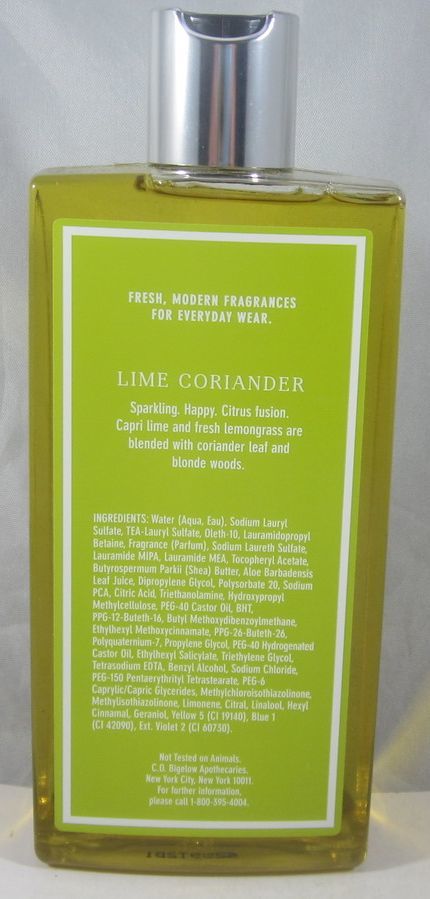 FRESH, MODERN FRAGRANCES
FOR EVERYDAY WEAR.
LIME CORIANDER
Sparkling. Happy. Citrus fusion.
Capri lime and fresh lemongrass are
blended with coriander leaf and
blonde woods.
INGREDIENTS: Water (Aqua, Eau), Sodium Lauryl
Sulfate, TEA-Lauryl Sulfate, Oleth-10, Lauramidopropyl
Betaine, Fragrance (Parfum), Sodium Laureth Sulfate,
Lauramide MIPA, Lauramide MEA, Tocopheryl Acetate,
Butyrospermum Parkii (Shea) Butter, Aloe Barbadensis
Leaf Juice, Dipropylene Glycol, Polysorbate 20, Sodium
PCA, Citric Acid, Triethanolamine, Hydroxypropyl
Methylcellulose, PEG-40 Castor Oil, BHT,
PPG-12-Buteth-16, Butyl Methoxydibenzoylmethane,
Ethylhexyl Methoxycinnamate, PPG-26-Buteth-26,
Polyquaternium-7, Propylene Glycol, PEG-40 Hydrogenated
Castor Oil, Ethylhexyl Salicylate, Triethylene Glycol,
Tetrasodium EDTA, Benzyl Alcohol, Sodium Chloride,
PEG-150 Pentaerythrityl Tetrastearate, PEG-6
Caprylic/Capric Glycerides, Methylchloroisothiazolinone,
Methylisothiazolinone, Limonene, Citral, Linalool, Hexyl
Cinnamal, Geraniol, Yellow 5 (CI 19140), Blue 1
(CI 42090), Ext. Violet 2 (CI 60730).
Not Tested on Animals.
C.O. Bigelow Apothecaries.
New York City, New York 10011.
For further information,
please call 1-800-395-4004.